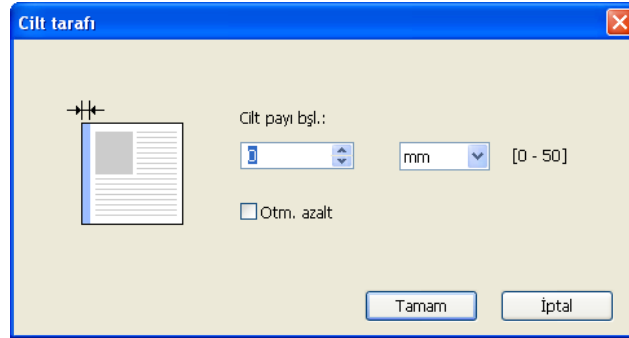 Cilt tarafı
Cilt payı bşl.:
0 mm [0 - 50]
Otm. azalt
Tamam İptal